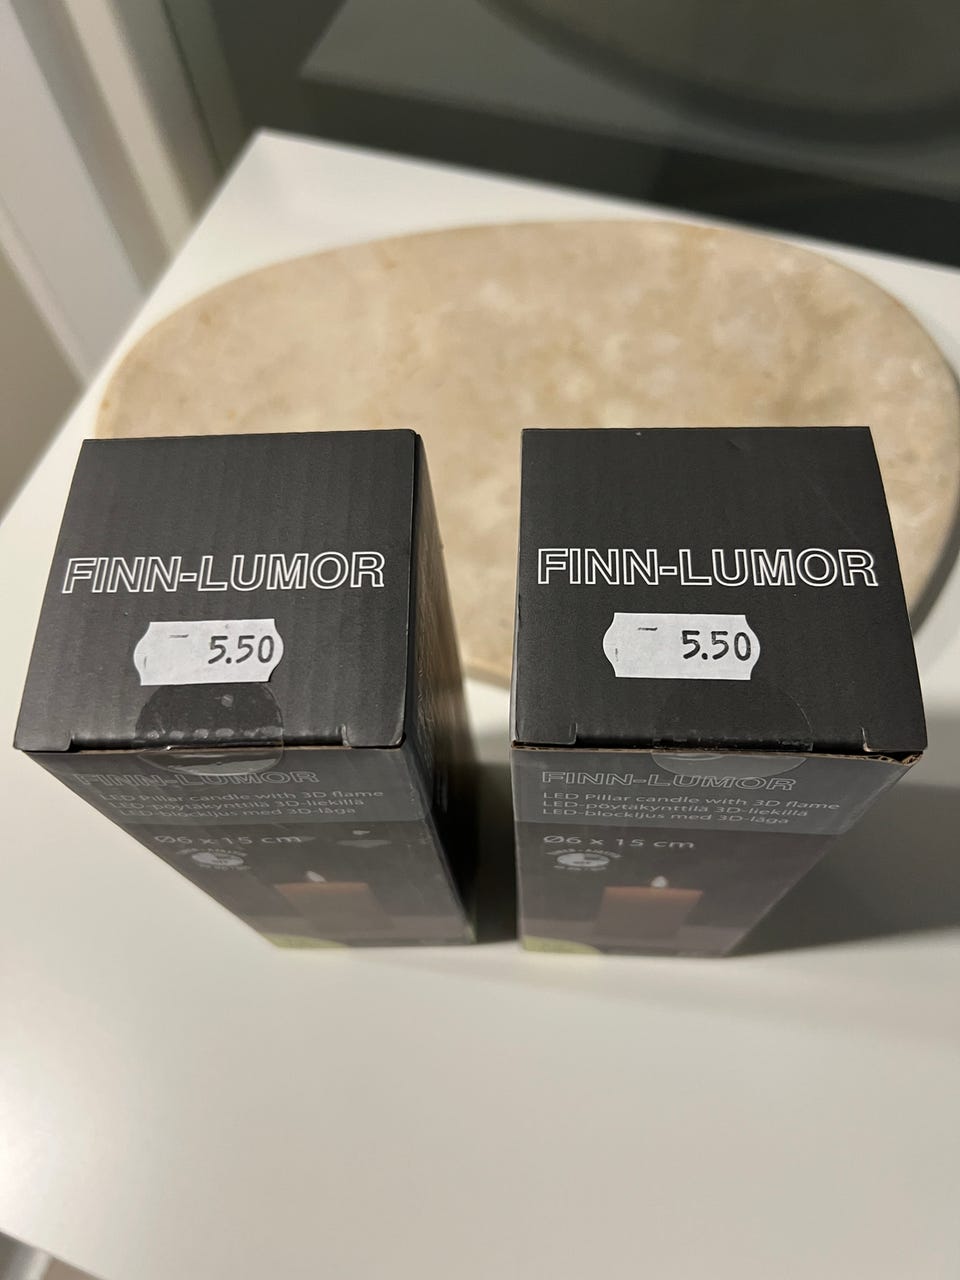 FINN-LUMOR
5.50
FINN-LUMOR
LED Pillar candle with 3D flame
LED-pöytäkynttilä 3D-liekillä
LED-blockljus med 3D-låga
Ø6 x 15 cm
FINN-LUMOR
5.50
FINN-LUMOR
LED Pillar candle with 3D flame
LED-pöytäkynttilä 3D-liekillä
LED-blockljus med 3D-låga
Ø6 x 15 cm